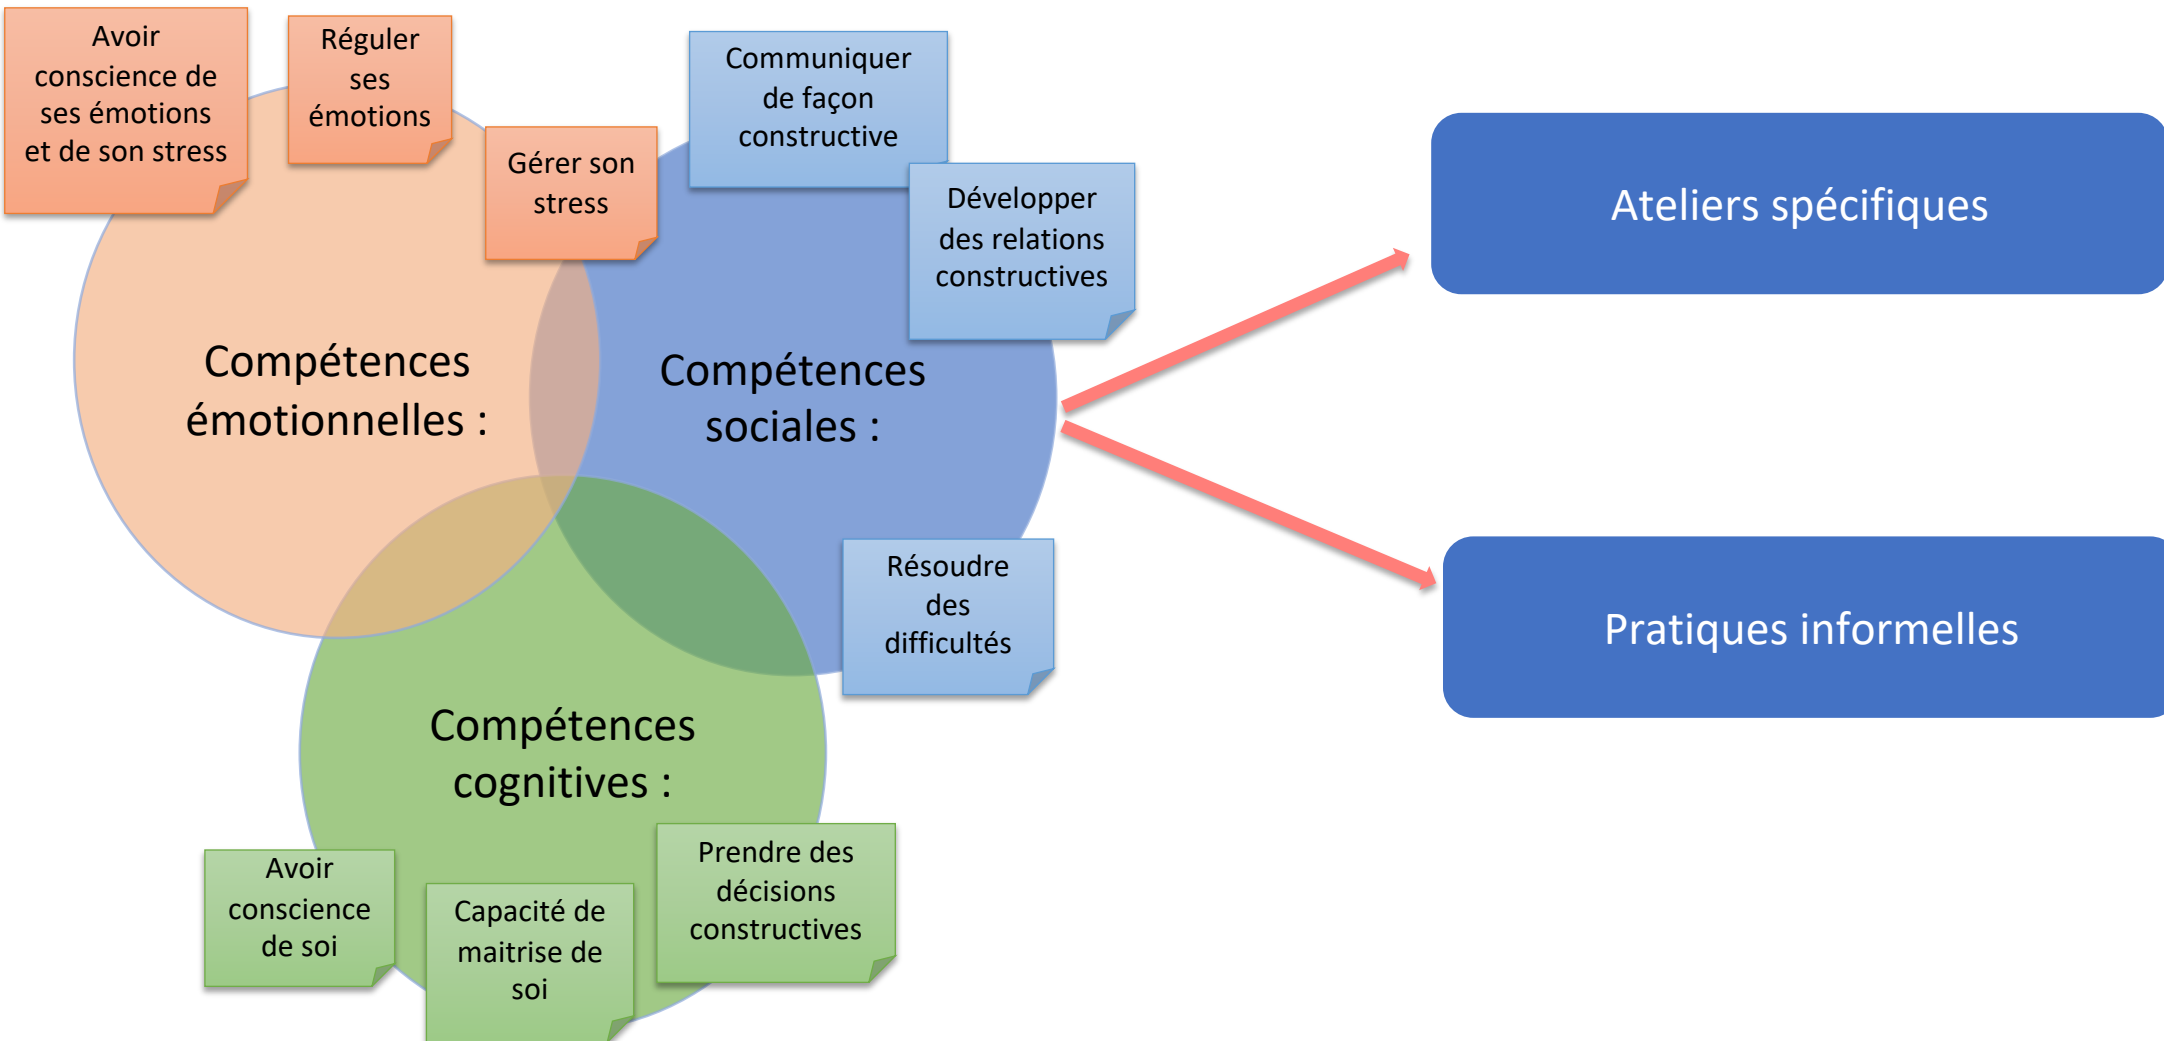 Avoir
conscience de
ses émotions
et de son stress
Réguler
ses
émotions
Gérer son
stress
Communiquer
de façon
constructive
Développer
des relations
constructives
Ateliers spécifiques
Compétences
émotionnelles :
Compétences
sociales :
Résoudre
des
difficultés
Pratiques informelles
Compétences
cognitives :
Avoir
conscience
de soi
Capacité de
maitrise de
soi
Prendre des
décisions
constructives